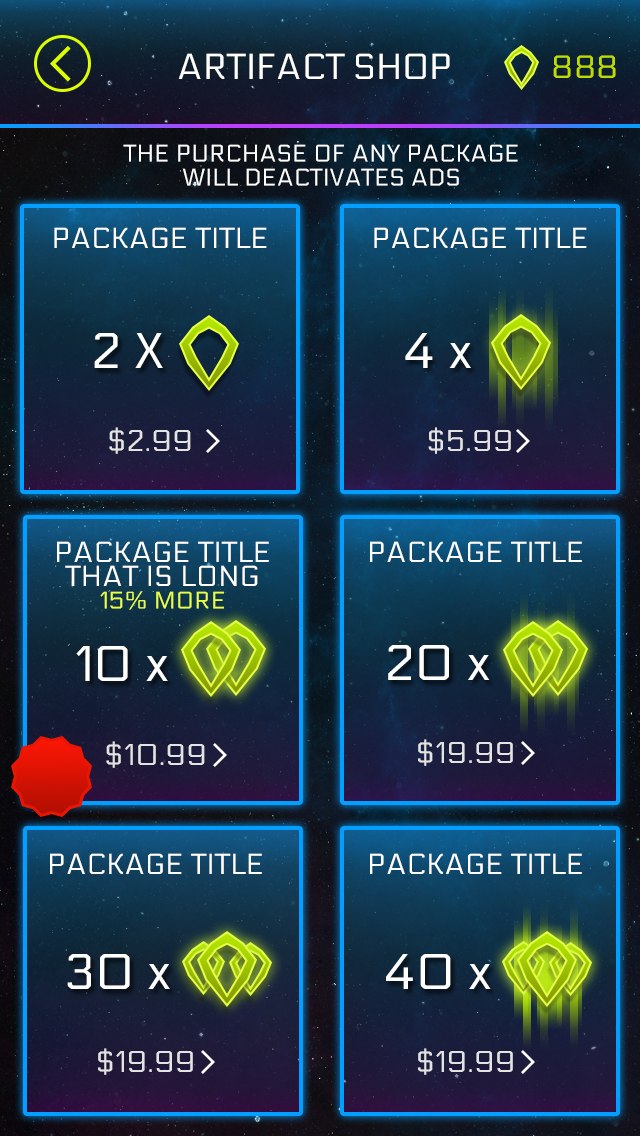 ARTIFACT SHOP
888
THE PURCHASE OF ANY PACKAGE
WILL DEACTIVATES ADS
PACKAGE TITLE
2 X
$2.99 >
PACKAGE TITLE
4 x
$5.99 >
PACKAGE TITLE
THAT IS LONG
15% MORE
10 x
$10.99 >
PACKAGE TITLE
20 x
$19.99 >
PACKAGE TITLE
30 x
$19.99 >
PACKAGE TITLE
40 x
$19.99 >